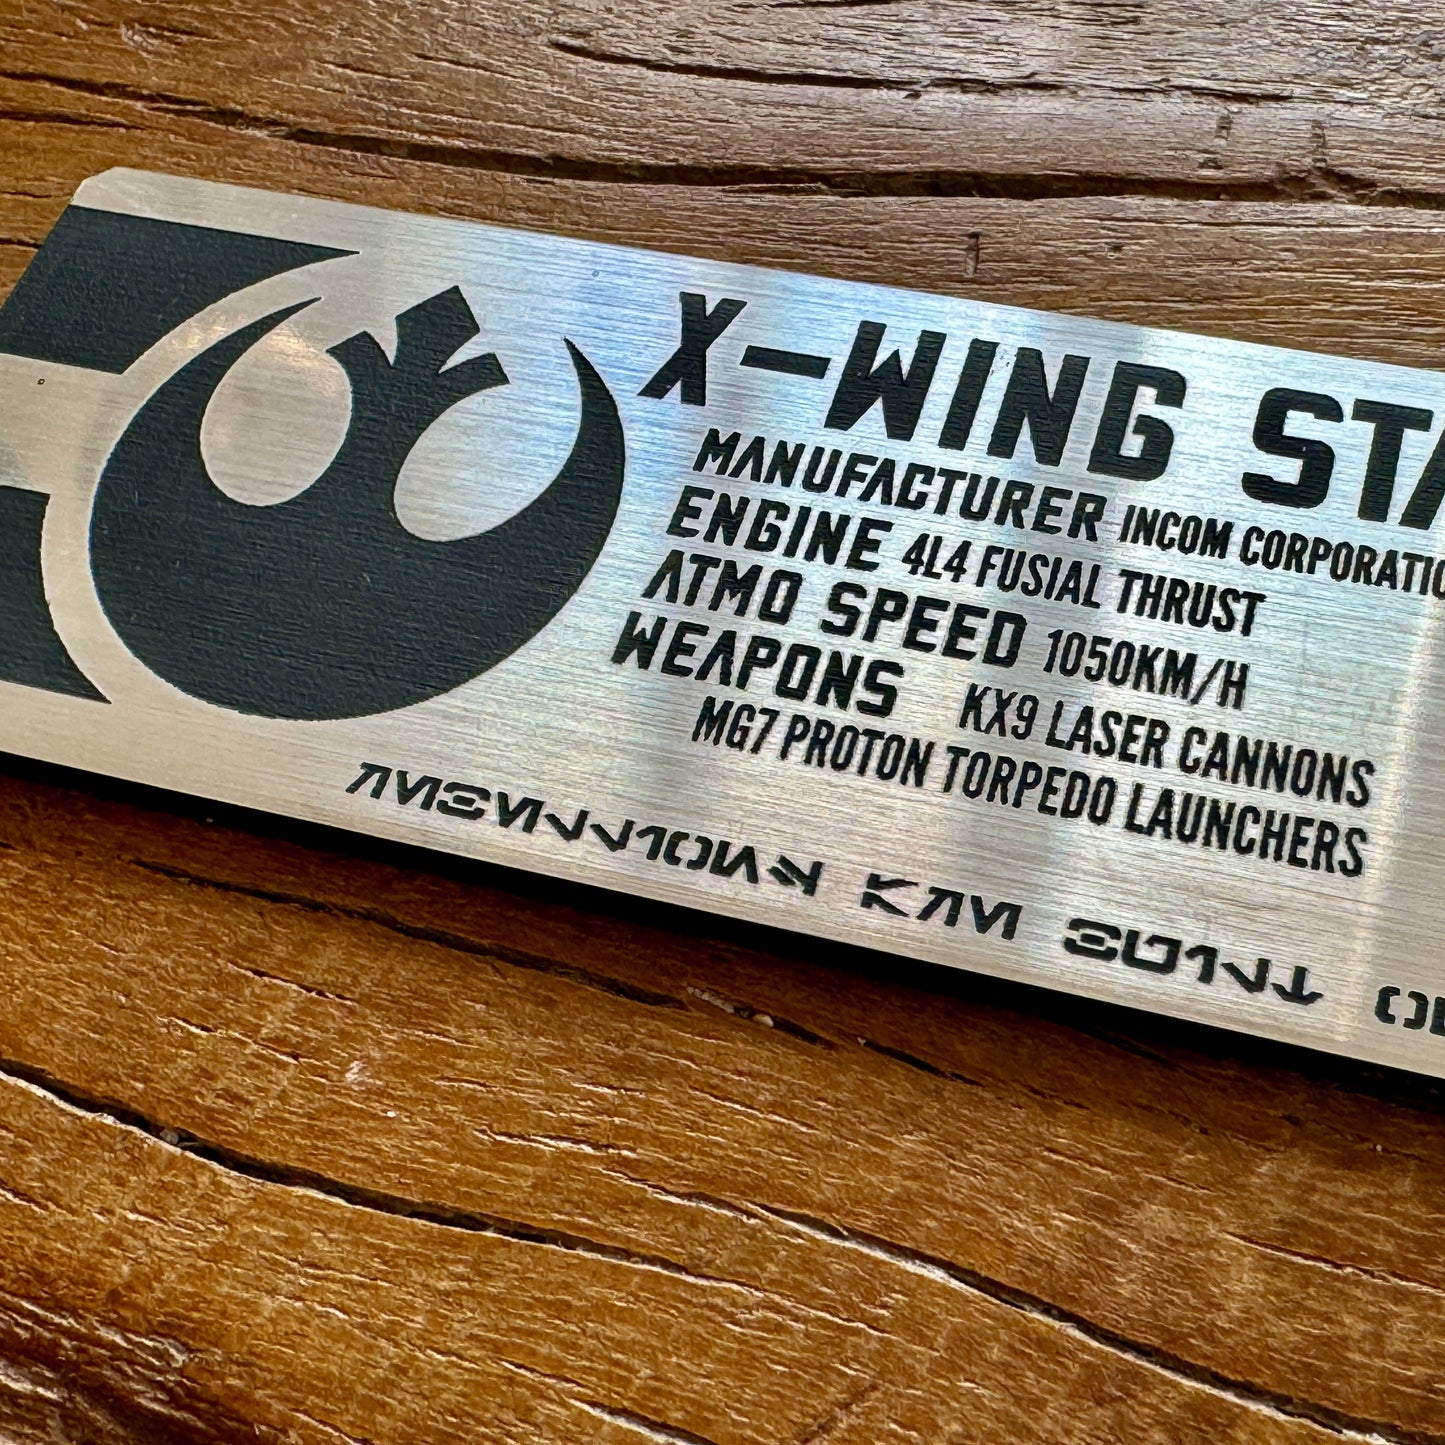 X-WING STA
MANUFACTURER INCOM CORPORATIO
ENGINE 4L4 FUSIAL THRUST
ATMO SPEED 1050KM/H
WEAPONS KX9 LASER CANNONS
MG7 PROTON TORPEDO LAUNCHERS